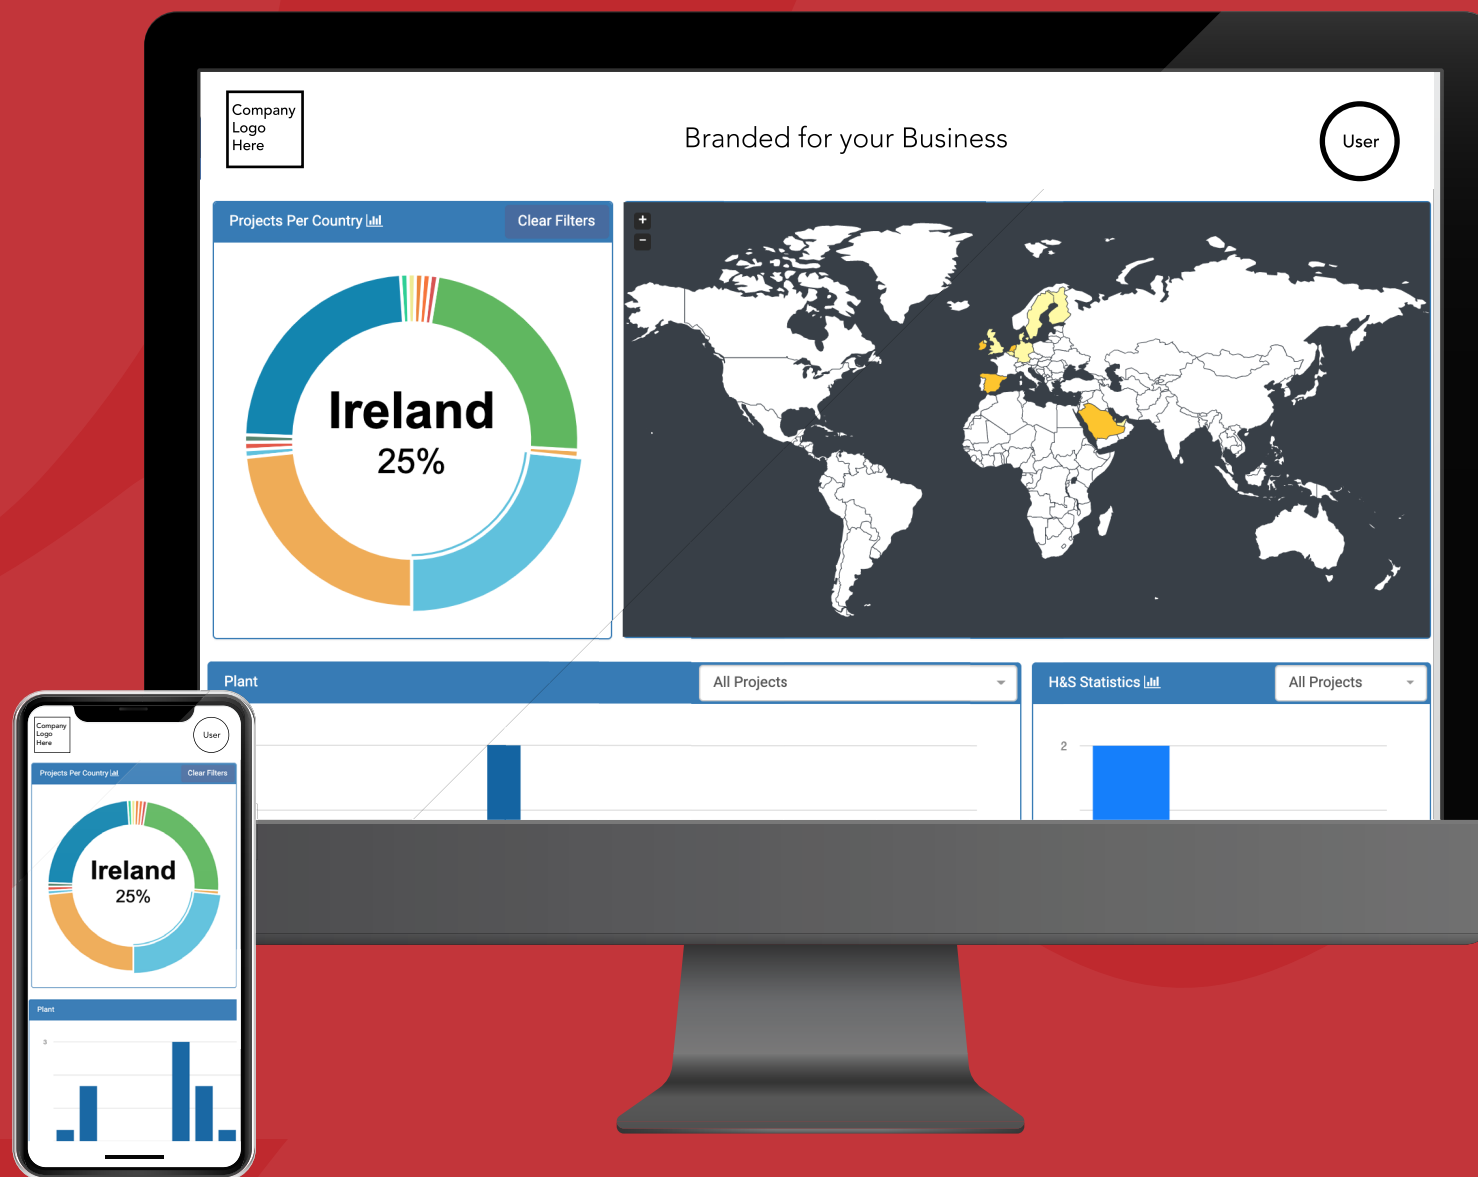 Company
Logo
Here
Branded for your Business
User
Projects Per Country
Clear Filters
+
−
Ireland
25%
Plant
All Projects
H&S Statistics
All Projects
2
Company
Logo
Here
User
Projects Per Country
Clear Filters
Ireland
25%
Plant
3